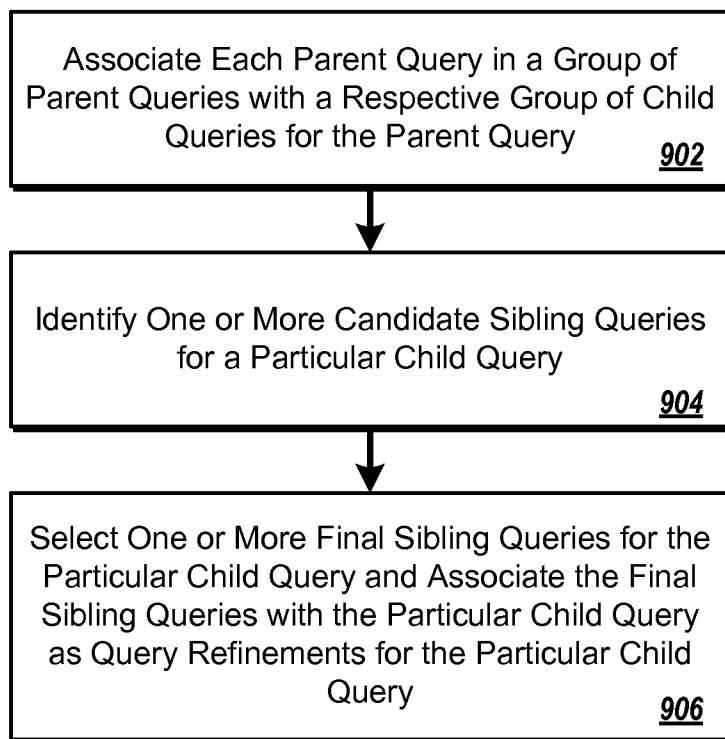 Associate Each Parent Query in a Group of
Parent Queries with a Respective Group of Child
Queries for the Parent Query
902
Identify One or More Candidate Sibling Queries
for a Particular Child Query
904
Select One or More Final Sibling Queries for the
Particular Child Query and Associate the Final
Sibling Queries with the Particular Child Query
as Query Refinements for the Particular Child
Query
906